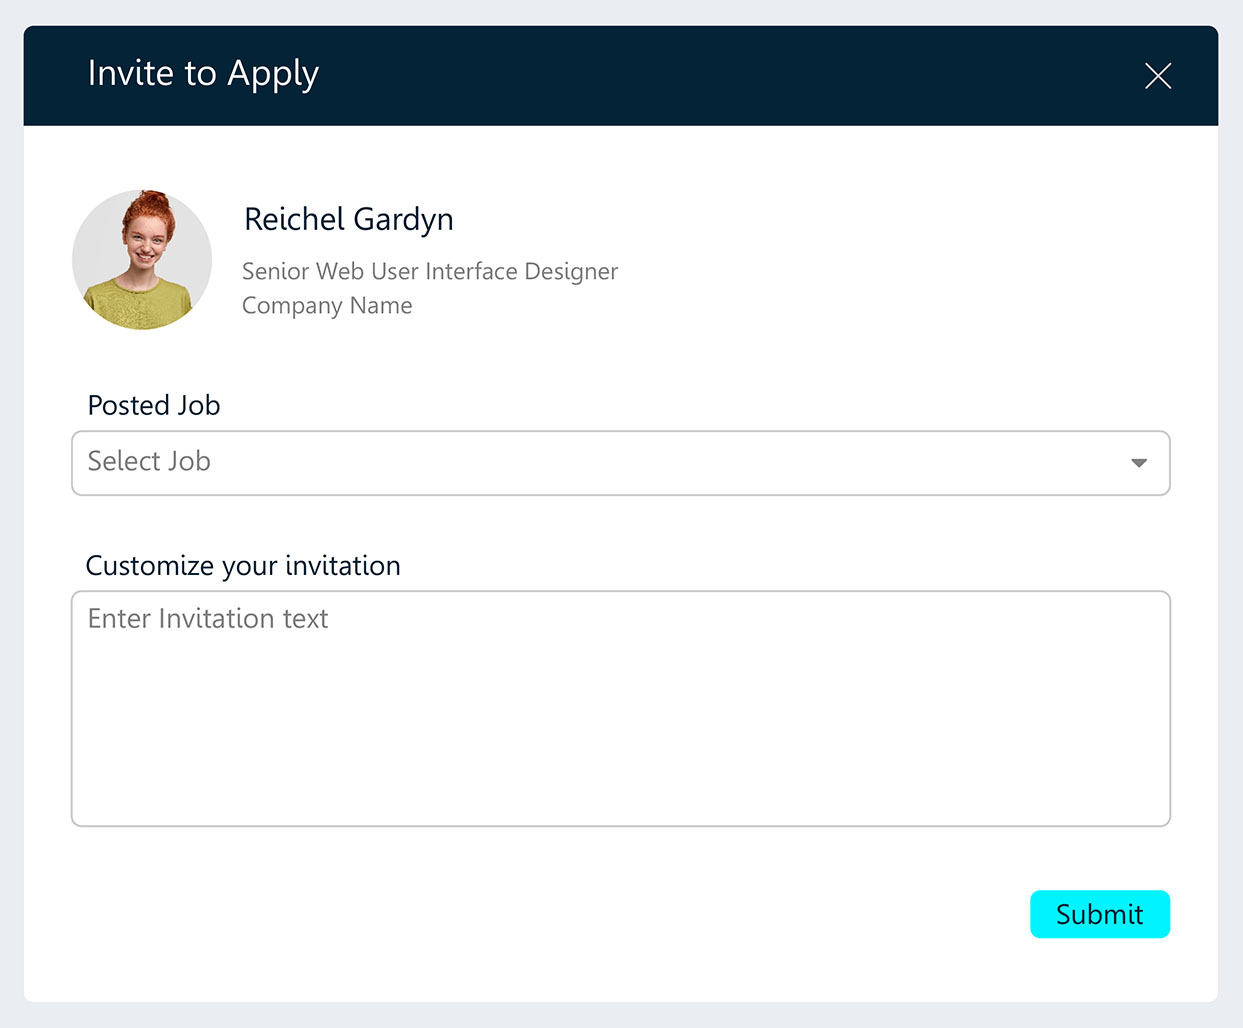 Invite to Apply
Reichel Gardyn
Senior Web User Interface Designer
Company Name
Posted Job
Select Job
Customize your invitation
Enter Invitation text
Submit